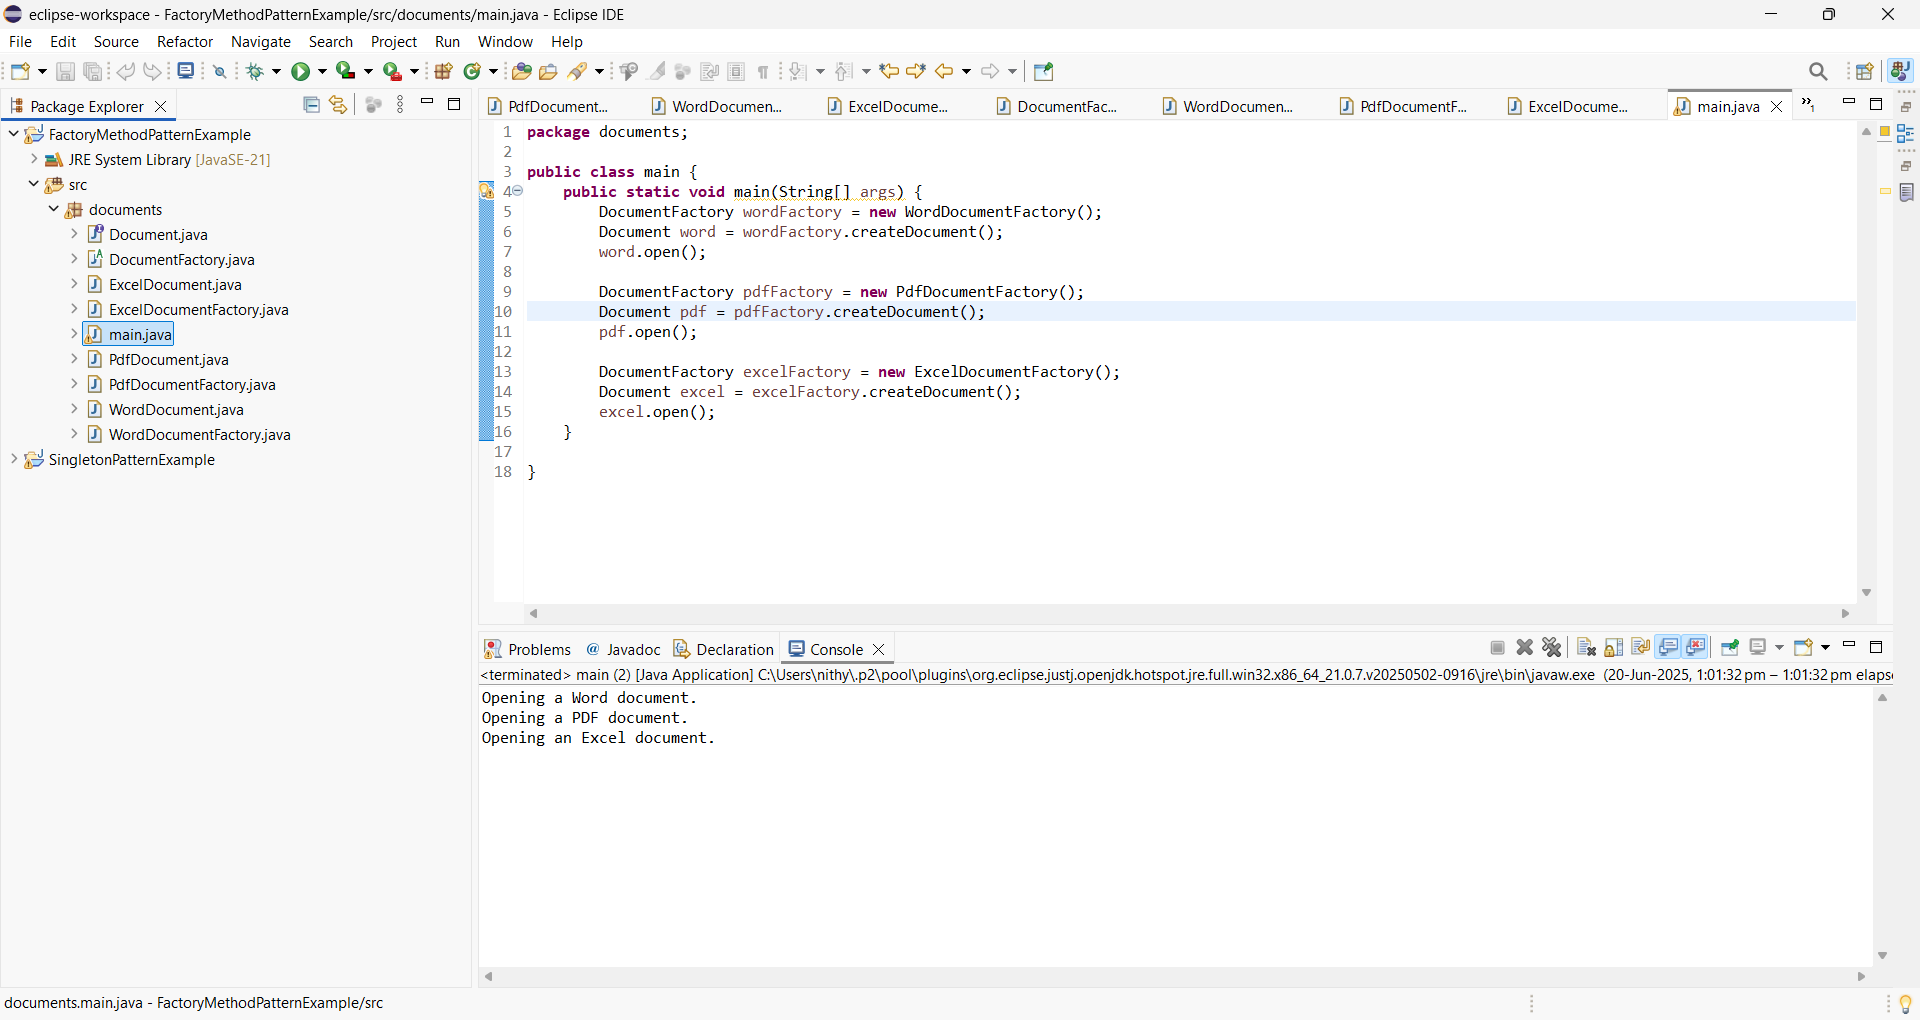 eclipse-workspace - FactoryMethodPatternExample/src/documents/main.java - Eclipse IDE
File Edit Source Refactor Navigate Search Project Run Window Help
Package Explorer
FactoryMethodPatternExample
JRE System Library [JavaSE-21]
src
documents
Document.java
DocumentFactory.java
ExcelDocument.java
ExcelDocumentFactory.java
main.java
PdfDocument.java
PdfDocumentFactory.java
WordDocument.java
WordDocumentFactory.java
SingletonPatternExample
PdfDocument... WordDocumen... ExcelDocume... DocumentFac... WordDocumen... PdfDocumentF... ExcelDocume... main.java »1
1 package documents;
2
3 public class main {
4 public static void main(String[] args) {
5 DocumentFactory wordFactory = new WordDocumentFactory();
6 Document word = wordFactory.createDocument();
7 word.open();
8
9 DocumentFactory pdfFactory = new PdfDocumentFactory();
10 Document pdf = pdfFactory.createDocument();
11 pdf.open();
12
13 DocumentFactory excelFactory = new ExcelDocumentFactory();
14 Document excel = excelFactory.createDocument();
15 excel.open();
16 }
17
18 }
Problems @ Javadoc Declaration Console
<terminated> main (2) [Java Application] C:\Users\nithy\.p2\pool\plugins\org.eclipse.justj.openjdk.hotspot.jre.full.win32.x86_64_21.0.7.v20250502-0916\jre\bin\javaw.exe (20-Jun-2025, 1:01:32 pm – 1:01:32 pm elaps
Opening a Word document.
Opening a PDF document.
Opening an Excel document.
documents.main.java - FactoryMethodPatternExample/src